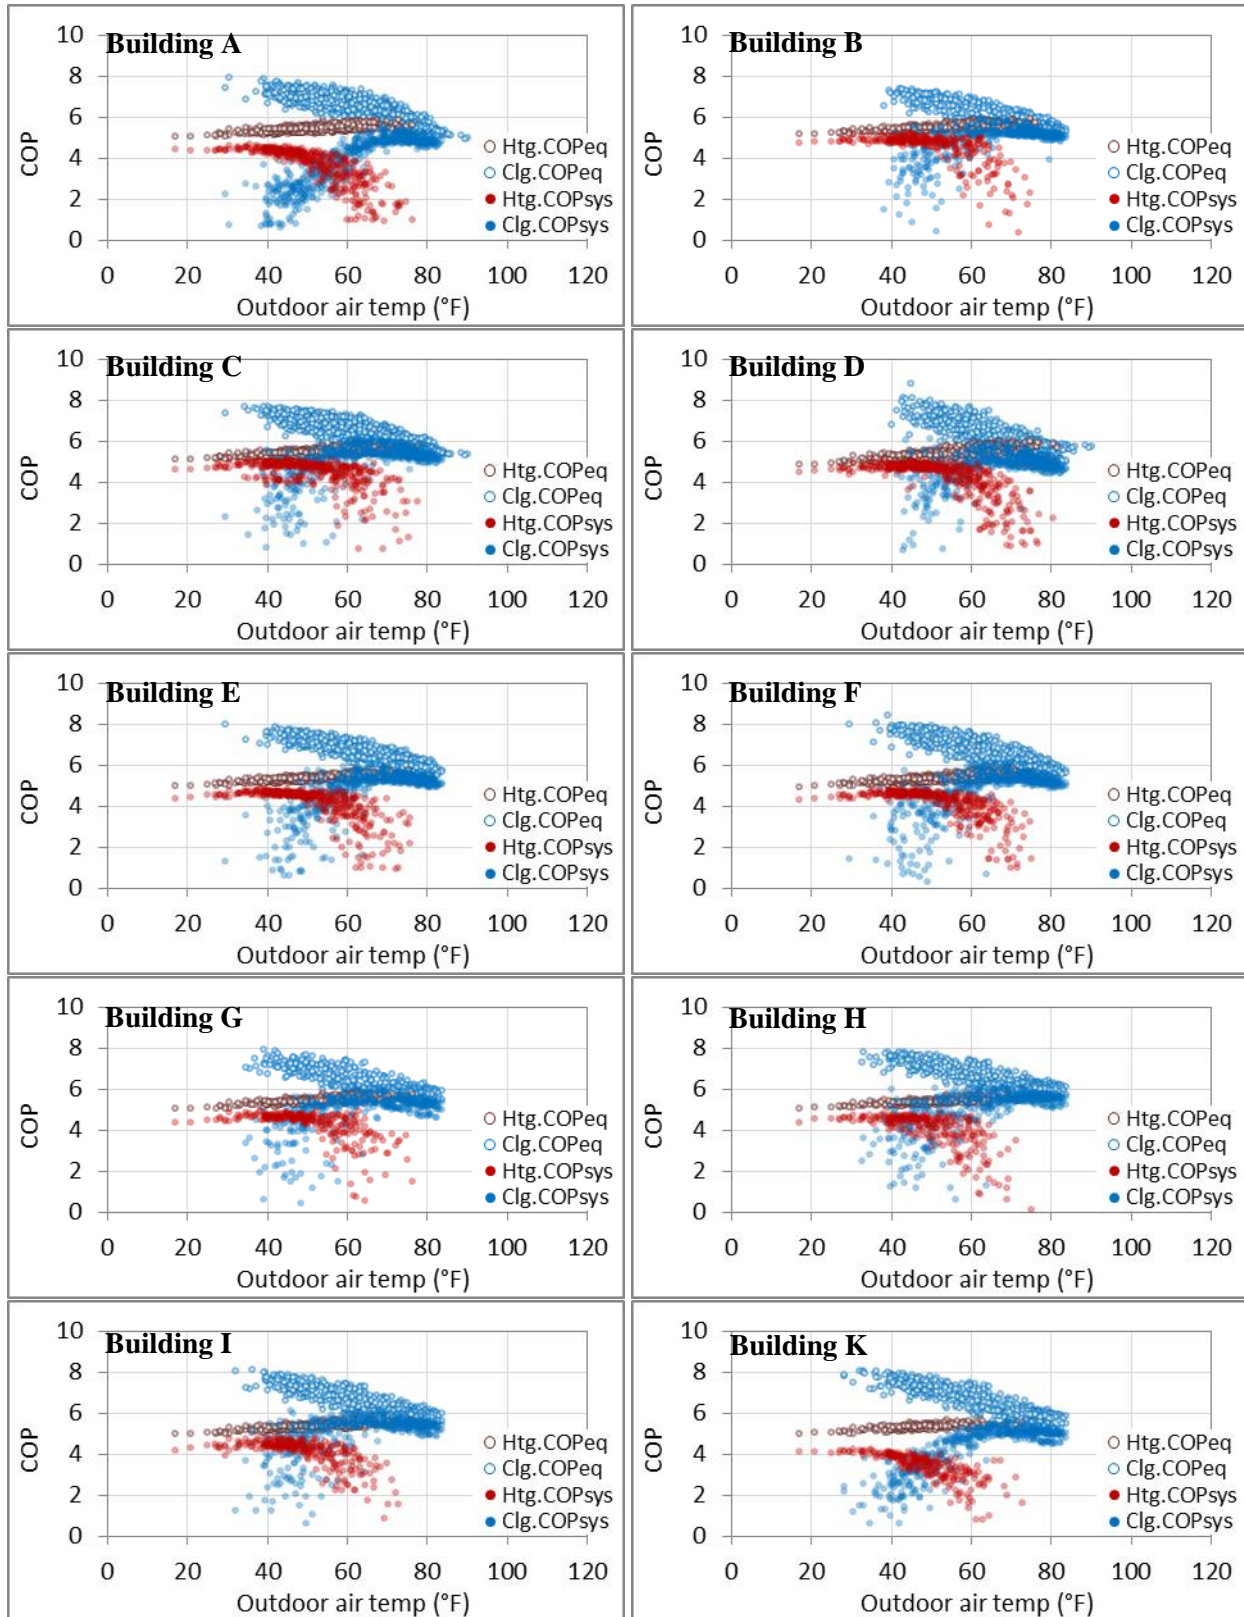 Building A
10
8
6
4
2
0
COP
Htg.COPeq
Clg.COPeq
Htg.COPsys
Clg.COPsys
0 20 40 60 80 100 120
Outdoor air temp (°F)
Building B
10
8
6
4
2
0
COP
Htg.COPeq
Clg.COPeq
Htg.COPsys
Clg.COPsys
0 20 40 60 80 100 120
Outdoor air temp (°F)
Building C
10
8
6
4
2
0
COP
Htg.COPeq
Clg.COPeq
Htg.COPsys
Clg.COPsys
0 20 40 60 80 100 120
Outdoor air temp (°F)
Building D
10
8
6
4
2
0
COP
Htg.COPeq
Clg.COPeq
Htg.COPsys
Clg.COPsys
0 20 40 60 80 100 120
Outdoor air temp (°F)
Building E
10
8
6
4
2
0
COP
Htg.COPeq
Clg.COPeq
Htg.COPsys
Clg.COPsys
0 20 40 60 80 100 120
Outdoor air temp (°F)
Building F
10
8
6
4
2
0
COP
Htg.COPeq
Clg.COPeq
Htg.COPsys
Clg.COPsys
0 20 40 60 80 100 120
Outdoor air temp (°F)
Building G
10
8
6
4
2
0
COP
Htg.COPeq
Clg.COPeq
Htg.COPsys
Clg.COPsys
0 20 40 60 80 100 120
Outdoor air temp (°F)
Building H
10
8
6
4
2
0
COP
Htg.COPeq
Clg.COPeq
Htg.COPsys
Clg.COPsys
0 20 40 60 80 100 120
Outdoor air temp (°F)
Building I
10
8
6
4
2
0
COP
Htg.COPeq
Clg.COPeq
Htg.COPsys
Clg.COPsys
0 20 40 60 80 100 120
Outdoor air temp (°F)
Building K
10
8
6
4
2
0
COP
Htg.COPeq
Clg.COPeq
Htg.COPsys
Clg.COPsys
0 20 40 60 80 100 120
Outdoor air temp (°F)